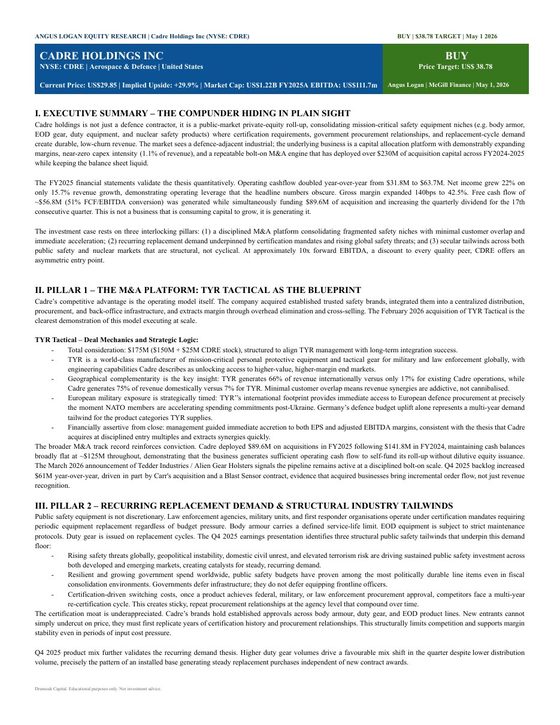 ANGUS LOGAN EQUITY RESEARCH | Cadre Holdings Inc (NYSE: CDRE) BUY | $38.78 TARGET | May 1 2026
CADRE HOLDINGS INC
NYSE: CDRE | Aerospace & Defence | United States
BUY
Price Target: US$ 38.78
Current Price: US$29.85 | Implied Upside: +29.9% | Market Cap: US$1.22B FY2025A EBITDA: US$111.7m
Angus Logan | McGill Finance | May 1, 2026
I. EXECUTIVE SUMMARY – THE COMPUNDER HIDING IN PLAIN SIGHT
Cadre holdings is not just a defence contractor, it is a public-market private-equity roll-up, consolidating mission-critical safety equipment niches (e.g. body armor,
EOD gear, duty equipment, and nuclear safety products) where certification requirements, government procurement relationships, and replacement-cycle demand
create durable, low-churn revenue. The market sees a defence-adjacent industrial; the underlying business is a capital allocation platform with demonstrably expanding
margins, near-zero capex intensity (1.1% of revenue), and a repeatable bolt-on M&A engine that has deployed over $230M of acquisition capital across FY2024-2025
while keeping the balance sheet liquid.
The FY2025 financial statements validate the thesis quantitatively. Operating cashflow doubled year-over-year from $31.8M to $63.7M. Net income grew 22% on
only 15.7% revenue growth, demonstrating operating leverage that the headline numbers obscure. Gross margin expanded 140bps to 42.5%. Free cash flow of
~$56.8M (51% FCF/EBITDA conversion) was generated while simultaneously funding $89.6M of acquisitions and increasing the quarterly dividend for the 17th
consecutive quarter. This is not a business that is consuming capital to grow, it is generating it.
The investment case rests on three interlocking pillars: (1) a disciplined M&A platform consolidating fragmented safety niches with minimal customer overlap and
immediate acceleration; (2) recurring replacement demand underpinned by certification mandates and rising global safety threats; and (3) secular tailwinds across both
public safety and nuclear markets that are structural, not cyclical. At approximately 10x forward EBITDA, a discount to every quality peer, CDRE offers an
asymmetric entry point.
II. PILLAR 1 – THE M&A PLATFORM: TYR TACTICAL AS THE BLUEPRINT
Cadre's competitive advantage is the operating model itself. The company acquired established trusted safety brands, integrated them into a centralized distribution,
procurement, and back-office infrastructure, and extracts margin through overhead elimination and cross-selling. The February 2026 acquisition of TYR Tactical is the
clearest demonstration of this model executing at scale.
TYR Tactical – Deal Mechanics and Strategic Logic:
- Total consideration: $175M ($150M + $25M CDRE stock), structured to align TYR management with long-term integration success.
- TYR is a world-class manufacturer of mission-critical personal protective equipment and tactical gear for military and law enforcement globally, with
engineering capabilities Cadre describes as unlocking access to higher-value, higher-margin end markets.
- Geographical complementarity is the key insight: TYR generates 66% of revenue internationally versus only 17% for existing Cadre operations, while
Cadre generates 75% of revenue domestically versus 7% for TYR. Minimal customer overlap means revenue synergies are addictive, not cannibalised.
- European military exposure is strategically timed: TYR''s international footprint provides immediate access to European defence procurement at precisely
the moment NATO members are accelerating spending commitments post-Ukraine. Germany's defence budget uplift alone represents a multi-year demand
tailwind for the product categories TYR supplies.
- Financially assertive from close: management guided immediate accretion to both EPS and adjusted EBITDA margins, consistent with the thesis that Cadre
acquires at disciplined entry multiples and extracts synergies quickly.
The broader M&A track record reinforces confidence. Cadre deployed $89.6M on acquisitions in FY2025 following $141.8M in FY2024, maintaining cash balances
broadly flat at ~$125M throughout, demonstrating that the business generates sufficient operating cash flow to self-fund its roll-up without dilutive equity issuance.
The March 2026 announcement of Tedder Industries / Alien Gear Holsters signals the pipeline remains active at a disciplined bolt-on scale. Q4 2025 backlog increased
$61M year-over-year, driven in part by Carr's acquisition and a Blast Sensor contract, evidence that acquired businesses bring incremental order flow, not just revenue
recognition.
III. PILLAR 2 – RECURRING REPLACEMENT DEMAND & STRUCTURAL INDUSTRY TAILWINDS
Public safety equipment is not discretionary. Law enforcement agencies, military units, and first responder organisations operate under certification mandates requiring
periodic equipment replacement regardless of budget pressure. Body armor carries a defined service-life limit. EOD equipment is subject to strict maintenance
protocols. Duty gear is issued on replacement cycles. The Q4 2025 earnings presentation identifies three structural public safety tailwinds that underpin this demand
floor:
- Rising safety threats globally, geopolitical instability, domestic civil unrest, and elevated terrorism risk are driving sustained public safety investment across
both developed and emerging markets, creating catalysts for steady, recurring demand.
- Resilient and growing government spend worldwide, public safety budgets have proven among the most politically durable line items even in fiscal
consolidation environments. Governments defer infrastructure; they do not defer equipping frontline officers.
- Certification-driven switching costs, once a product achieves federal, military, or law enforcement procurement approval, competitors face a multi-year
re-certification cycle. This creates sticky, repeat procurement relationships at the agency level that compound over time.
The certification moat is underappreciated. Cadre's brands hold established approvals across body armour, duty gear, and EOD product lines. New entrants cannot
simply undercut on price, they must first replicate years of certification history and procurement relationships. This structurally limits competition and supports margin
stability even in periods of input cost pressure.
Q4 2025 product mix further validates the recurring demand thesis. Higher duty gear volumes drive a favourable mix shift in the quarter despite lower distribution
volume, precisely the pattern of an installed base generating steady replacement purchases independent of new contract awards.
Drumosh Capital. Educational purposes only. Not investment advice.